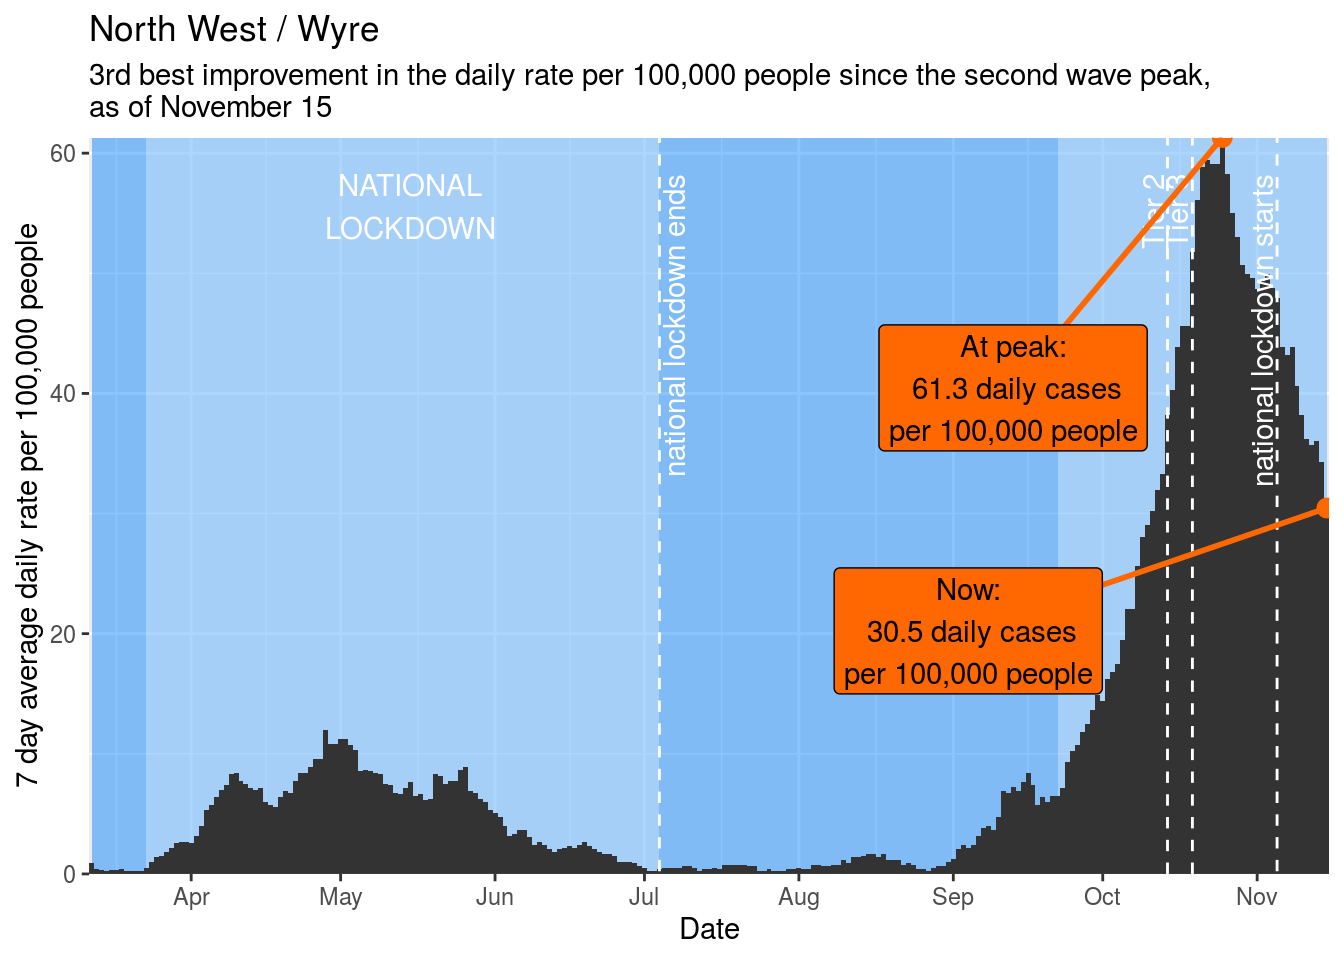 North West / Wyre
3rd best improvement in the daily rate per 100,000 people since the second wave peak,
as of November 15
7 day average daily rate per 100,000 people
60
40
20
0
NATIONAL
LOCKDOWN
national lockdown ends
Tier 2
Tier 3
national lockdown starts
At peak:
61.3 daily cases
per 100,000 people
Now:
30.5 daily cases
per 100,000 people
Apr
May
Jun
Jul
Aug
Sep
Oct
Nov
Date